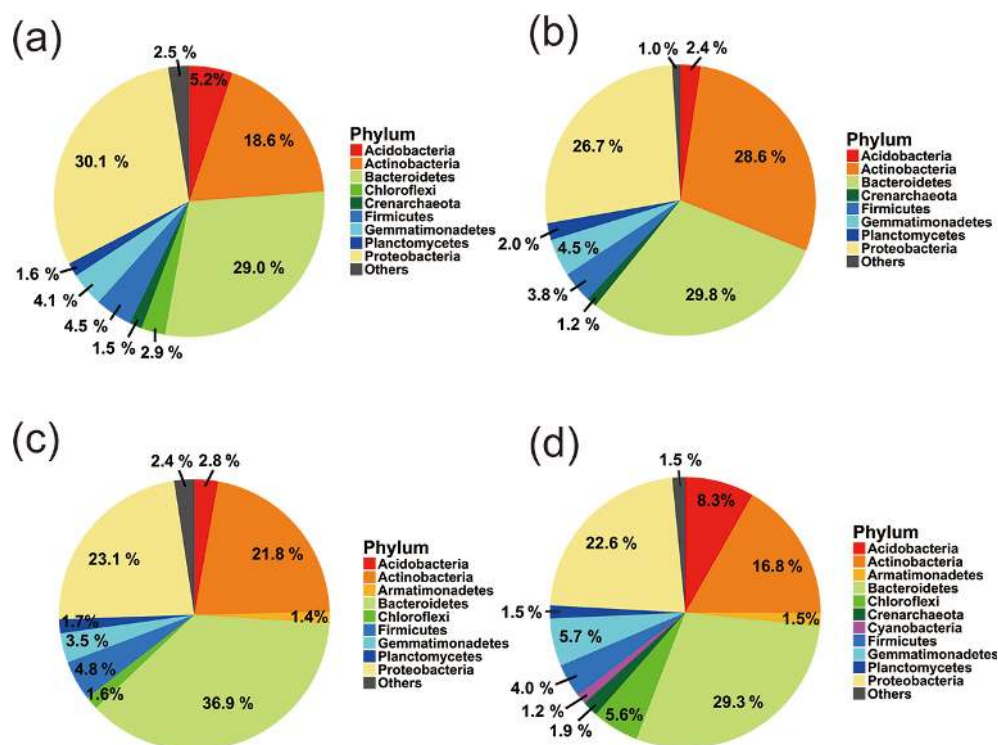 (a)
2.5 %
5.2%
18.6 %
30.1 %
29.0 %
1.6 %
4.1 %
4.5 %
1.5 %
2.9 %
Phylum
Acidobacteria
Actinobacteria
Bacteroidetes
Chloroflexi
Crenarchaeota
Firmicutes
Gemmatimonadetes
Planctomycetes
Proteobacteria
Others
(b)
1.0 %
2.4 %
26.7 %
28.6 %
2.0 %
4.5 %
3.8 %
1.2 %
29.8 %
Phylum
Acidobacteria
Actinobacteria
Bacteroidetes
Crenarchaeota
Firmicutes
Gemmatimonadetes
Planctomycetes
Proteobacteria
Others
(c)
2.4 %
2.8 %
23.1 %
21.8 %
1.4%
1.7%
3.5 %
4.8 %
1.6%
36.9 %
Phylum
Acidobacteria
Actinobacteria
Armatimonadetes
Bacteroidetes
Chloroflexi
Firmicutes
Gemmatimonadetes
Planctomycetes
Proteobacteria
Others
(d)
1.5 %
8.3%
22.6 %
16.8 %
1.5 %
1.5%
5.7 %
4.0 %
1.2 %
1.9 %
5.6%
29.3 %
Phylum
Acidobacteria
Actinobacteria
Armatimonadetes
Bacteroidetes
Chloroflexi
Crenarchaeota
Cyanobacteria
Firmicutes
Gemmatimonadetes
Planctomycetes
Proteobacteria
Others